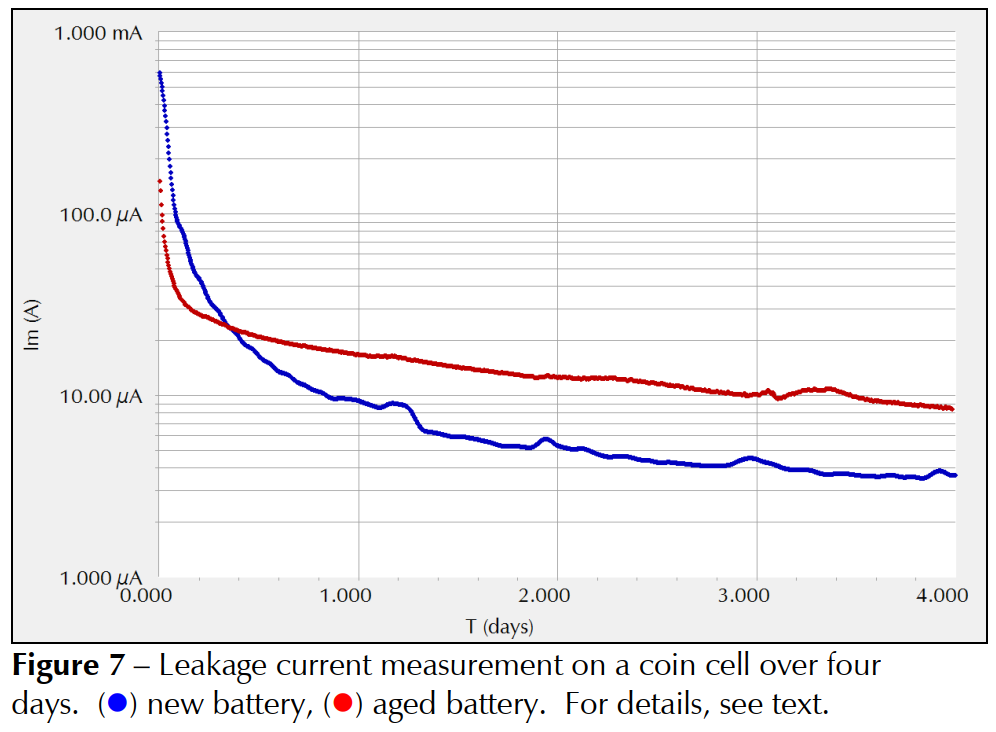 1.000 mA
100.0 µA
10.00 µA
1.000 µA
Im (A)
0.000 1.000 2.000 3.000 4.000
T (days)
Figure 7 – Leakage current measurement on a coin cell over four
days. (●) new battery, (●) aged battery. For details, see text.